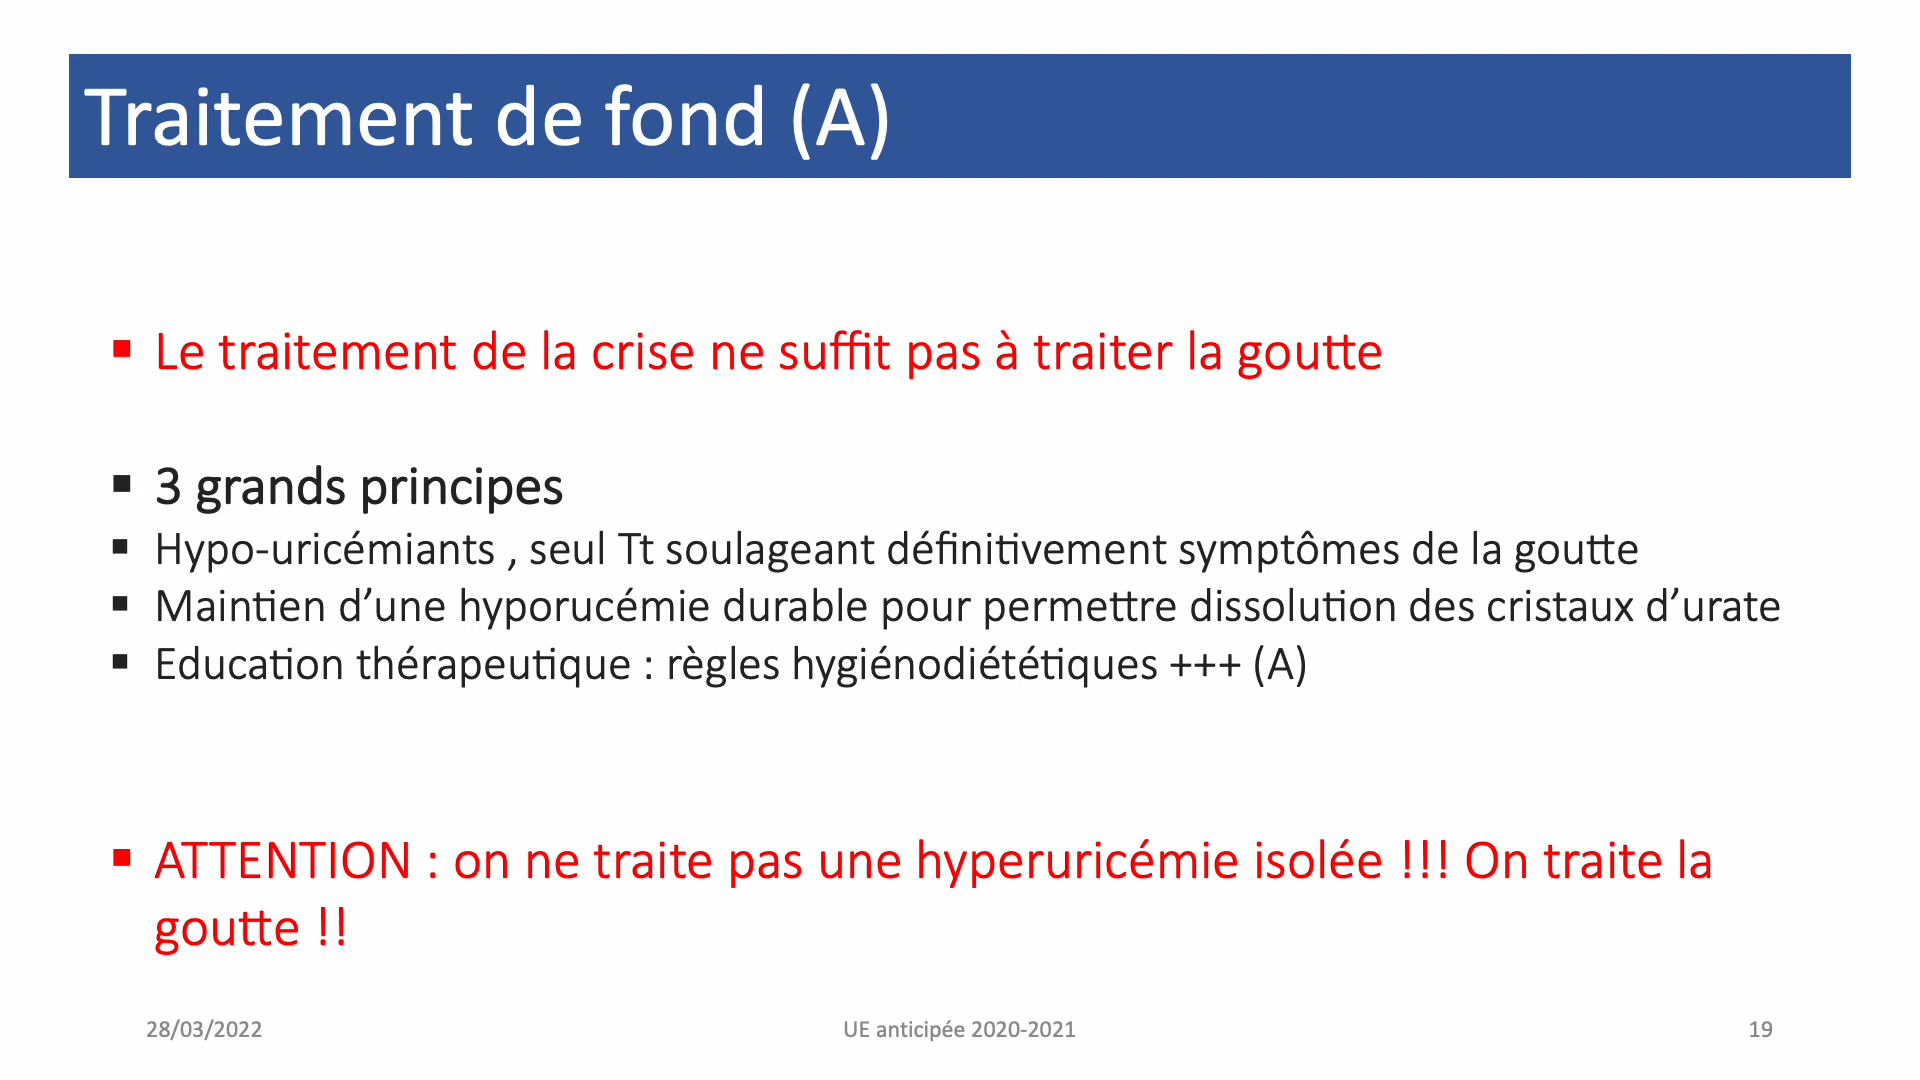 Traitement de fond (A)
▪ Le traitement de la crise ne suffit pas à traiter la goutte
▪ 3 grands principes
▪ Hypo-uricémiants , seul Tt soulageant définitivement symptômes de la goutte
▪ Maintien d’une hyporucémie durable pour permettre dissolution des cristaux d’urate
▪ Education thérapeutique : règles hygiénodiététiques +++ (A)
▪ ATTENTION : on ne traite pas une hyperuricémie isolée !!! On traite la
goutte !!
28/03/2022
UE anticipée 2020-2021
19